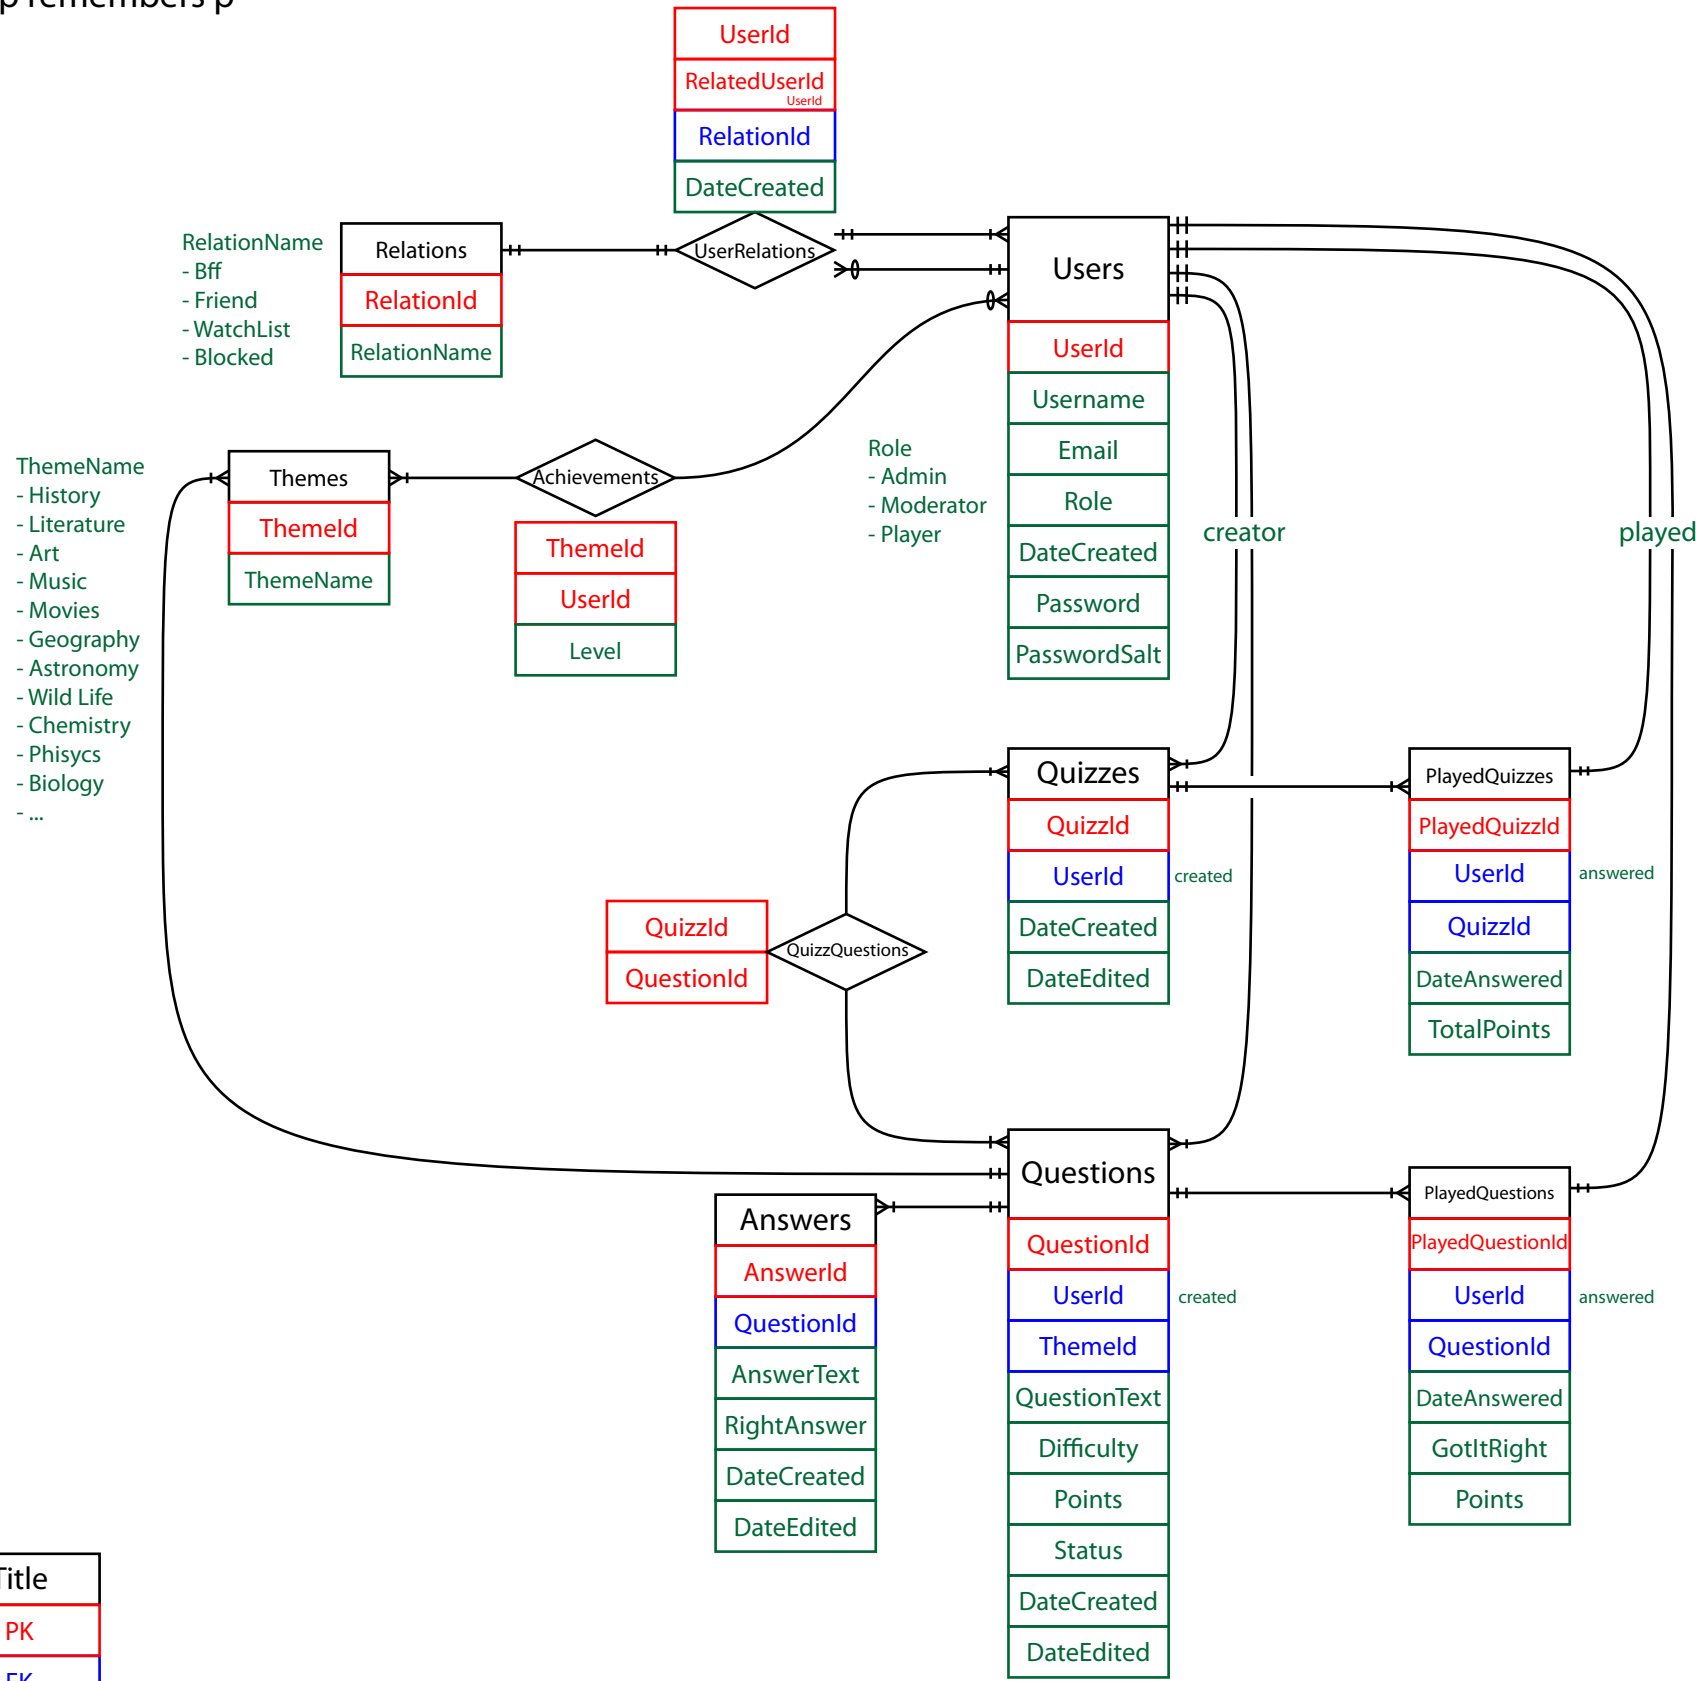 p remembers p
UserId
RelatedUserId
UserId
RelationId
DateCreated
UserRelations
RelationName
- Bff
- Friend
- WatchList
- Blocked
Relations
RelationId
RelationName
Users
UserId
Username
Email
Role
DateCreated
Password
PasswordSalt
Role
- Admin
- Moderator
- Player
creator
played
ThemeName
- History
- Literature
- Art
- Music
- Movies
- Geography
- Astronomy
- Wild Life
- Chemistry
- Phisycs
- Biology
- ...
Themes
ThemeId
ThemeName
Achievements
ThemeId
UserId
Level
Quizzes
QuizzId
UserId
created
DateCreated
DateEdited
PlayedQuizzes
PlayedQuizzId
UserId
answered
QuizzId
DateAnswered
TotalPoints
QuizzId
QuestionId
QuizzQuestions
Questions
QuestionId
UserId
created
ThemeId
QuestionText
Difficulty
Points
Status
DateCreated
DateEdited
Answers
AnswerId
QuestionId
AnswerText
RightAnswer
DateCreated
DateEdited
PlayedQuestions
PlayedQuestionId
UserId
answered
QuestionId
DateAnswered
GotItRight
Points
Title
PK
FK